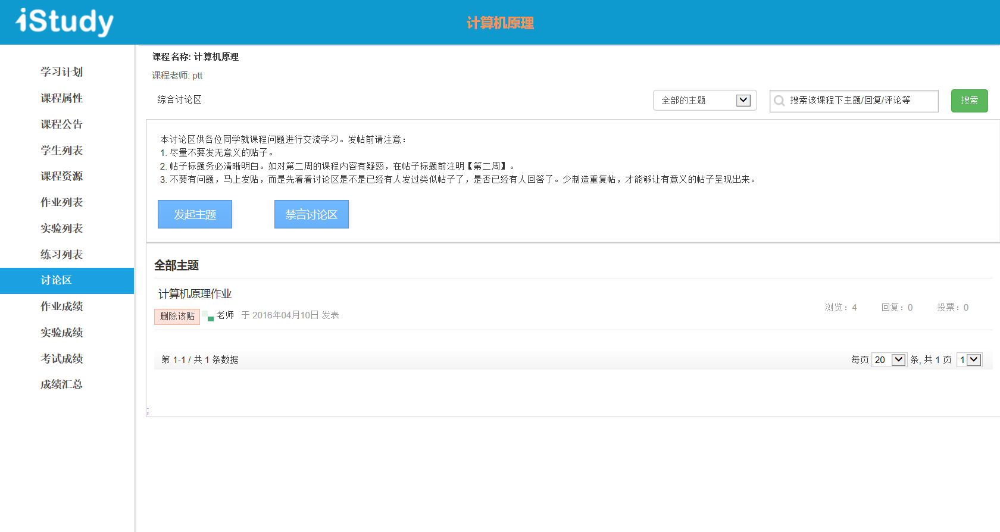 iStudy
计算机原理
学习计划
课程属性
课程公告
学生列表
课程资源
作业列表
实验列表
练习列表
讨论区
作业成绩
实验成绩
考试成绩
成绩汇总
课程名称: 计算机原理
课程老师: ptt
综合讨论区
全部的主题
搜索该课程下主题/回复/评论等
搜索
本讨论区供各位同学就课程问题进行交流学习。发帖前请注意：
1. 尽量不要发无意义的贴子。
2. 帖子标题务必清晰明白。如对第二周的课程内容有疑惑，在帖子标题前注明【第二周】。
3. 不要有问题，马上发贴，而是先看看讨论区是不是已经有人发过类似帖子了，是否已经有人回答了。少制造重复帖，才能够让有意义的帖子呈现出来。
发起主题
禁言讨论区
全部主题
计算机原理作业
删除该贴 老师 于 2016年04月10日 发表
浏览：4 回复：0 投票：0
第 1-1 / 共 1 条数据
每页 20 条, 共 1 页 1
;